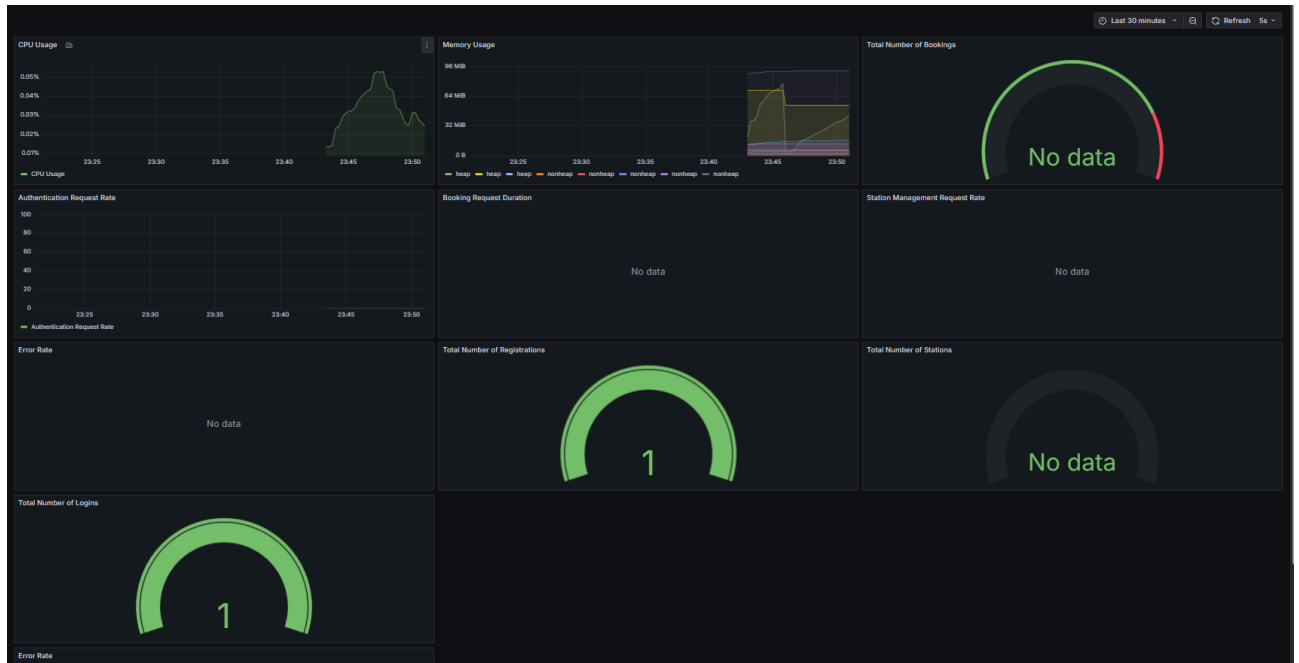 Last 30 minutes
Refresh 5s
CPU Usage
0.05%
0.04%
0.03%
0.02%
0.01%
23:25 23:30 23:35 23:40 23:45 23:50
CPU Usage
Memory Usage
96 MiB
64 MiB
32 MiB
0 B
23:25 23:30 23:35 23:40 23:45 23:50
heap heap heap nonheap nonheap nonheap nonheap nonheap
Total Number of Bookings
No data
Authentication Request Rate
100
80
60
40
20
0
23:25 23:30 23:35 23:40 23:45 23:50
Authentication Request Rate
Booking Request Duration
No data
Station Management Request Rate
No data
Error Rate
No data
Total Number of Registrations
1
Total Number of Stations
No data
Total Number of Logins
1
Error Rate